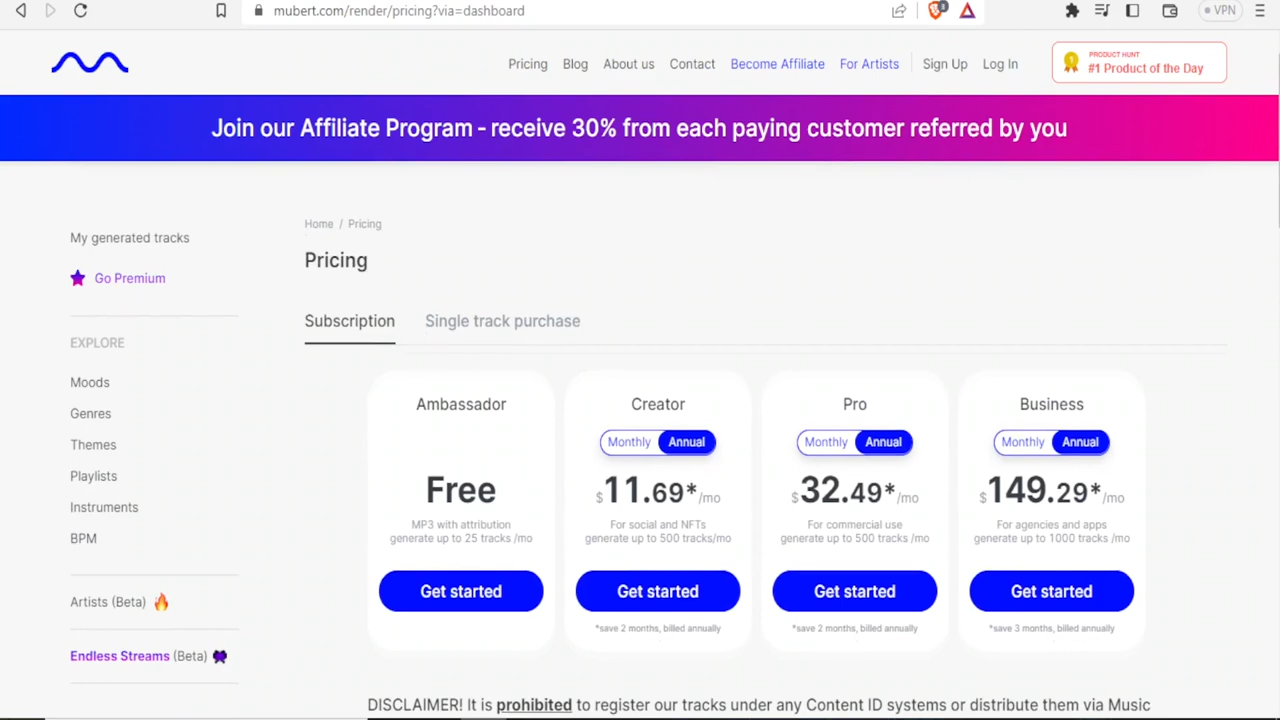 mubert.com/render/pricing?via=dashboard
3
VPN
Pricing
Blog
About us
Contact
Become Affiliate
For Artists
Sign Up
Log In
PRODUCT HUNT
#1 Product of the Day
Join our Affiliate Program - receive 30% from each paying customer referred by you
My generated tracks
Go Premium
EXPLORE
Moods
Genres
Themes
Playlists
Instruments
BPM
Artists (Beta)
Endless Streams (Beta)
Home / Pricing
Pricing
Subscription
Single track purchase
Ambassador
Free
MP3 with attribution
generate up to 25 tracks /mo
Get started
Creator
Monthly Annual
$11.69*/mo
For social and NFTs
generate up to 500 tracks/mo
Get started
*save 2 months, billed annually
Pro
Monthly Annual
$32.49*/mo
For commercial use
generate up to 500 tracks /mo
Get started
*save 2 months, billed annually
Business
Monthly Annual
$149.29*/mo
For agencies and apps
generate up to 1000 tracks /mo
Get started
*save 3 months, billed annually
DISCLAIMER! It is prohibited to register our tracks under any Content ID systems or distribute them via Music